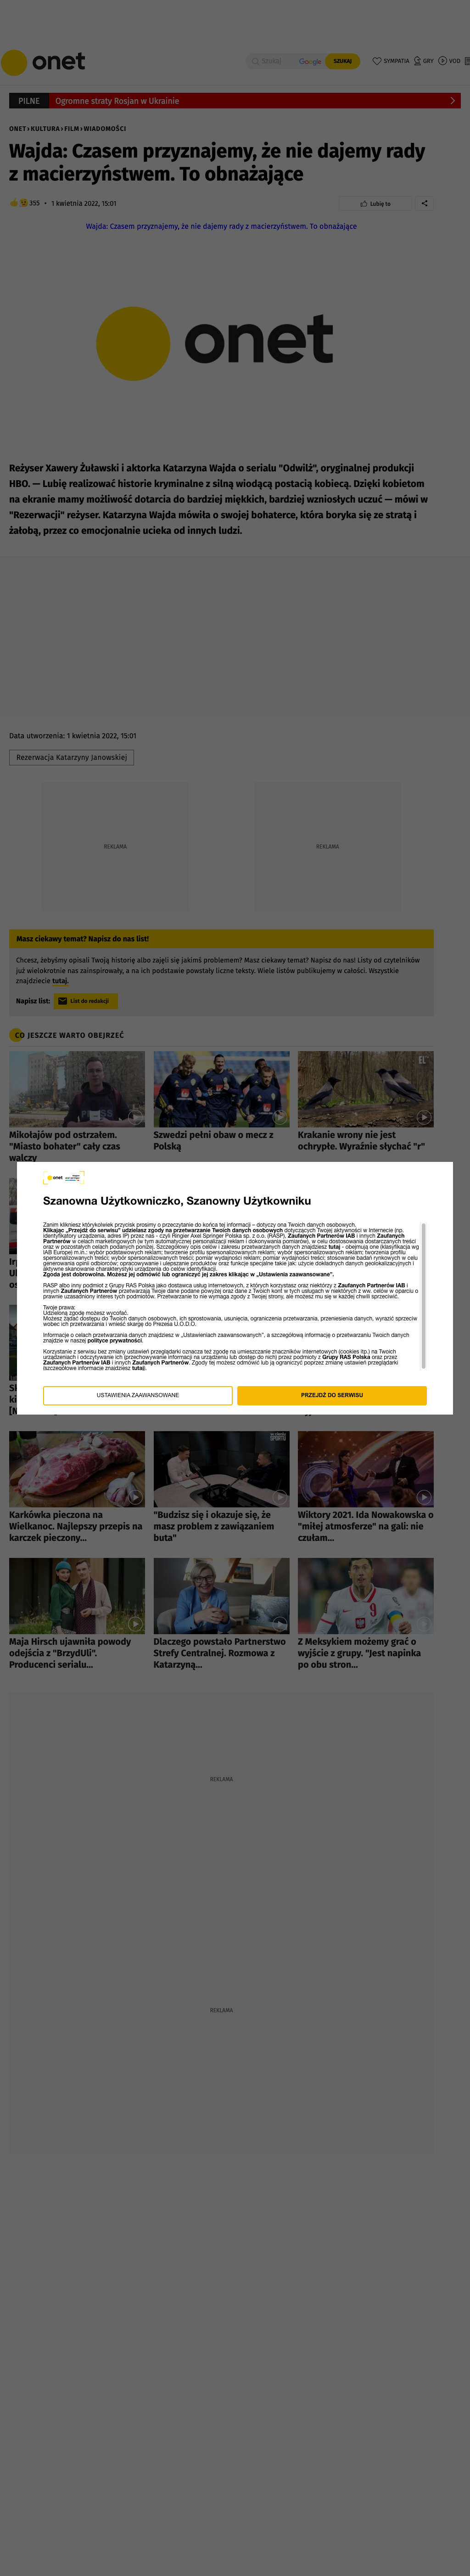 onet
Szukaj
Google
SZUKAJ
SYMPATIA
GRY
VOD
PILNE
Ogromne straty Rosjan w Ukrainie
ONET › KULTURA › FILM › WIADOMOŚCI
Wajda: Czasem przyznajemy, że nie dajemy rady
z macierzyństwem. To obnażające
355 • 1 kwietnia 2022, 15:01
Lubię to
Wajda: Czasem przyznajemy, że nie dajemy rady z macierzyństwem. To obnażające
onet
Reżyser Xawery Żuławski i aktorka Katarzyna Wajda o serialu "Odwilż", oryginalnej produkcji
HBO. — Lubię realizować historie kryminalne z silną wiodącą postacią kobiecą. Dzięki kobietom
na ekranie mamy możliwość dotarcia do bardziej miękkich, bardziej wzniosłych uczuć — mówi w
"Rezerwacji" reżyser. Katarzyna Wajda mówiła o swojej bohaterce, która boryka się ze stratą i
żałobą, przez co emocjonalnie ucieka od innych ludzi.
Data utworzenia: 1 kwietnia 2022, 15:01
Rezerwacja Katarzyny Janowskiej
REKLAMA
REKLAMA
Masz ciekawy temat? Napisz do nas list!
Chcesz, żebyśmy opisali Twoją historię albo zajęli się jakimś problemem? Masz ciekawy temat? Napisz do nas! Listy od czytelników
już wielokrotnie nas zainspirowały, a na ich podstawie powstały liczne teksty. Wiele listów publikujemy w całości. Wszystkie
znajdziecie tutaj.
Napisz list:
List do redakcji
CO JESZCZE WARTO OBEJRZEĆ
Mikołajów pod ostrzałem.
"Miasto bohater" cały czas
walczy
Szwedzi pełni obaw o mecz z
Polską
Krakanie wrony nie jest
ochrypłe. Wyraźnie słychać "r"
onet
Szanowna Użytkowniczko, Szanowny Użytkowniku
Zanim klikniesz którykolwiek przycisk prosimy o przeczytanie do końca tej informacji – dotyczy ona Twoich danych osobowych.
Klikając „Przejdź do serwisu" udzielasz zgody na przetwarzanie Twoich danych osobowych dotyczących Twojej aktywności w Internecie (np.
identyfikatory urządzenia, adres IP) przez nas - czyli Ringier Axel Springer Polska sp. z o.o. (RASP), Zaufanych Partnerów IAB i innych Zaufanych
Partnerów w celach marketingowych (w tym personalizacji reklam i dokonywania pomiarów), w celu dostosowania dostarczanych przez nas treści
oraz w pozostałych celach podanych poniżej. Szczegółowy opis celów i zakresu przetwarzanych danych znajdziesz tutaj - obejmują one (klasyfikacja wg
IAB Europe) m.in.: wybór podstawowych reklam; tworzenie profilu spersonalizowanych reklam; wybór spersonalizowanych reklam; tworzenia profilu
spersonalizowanych treści; wybór spersonalizowanych treści; pomiar wydajności reklam; pomiar wydajności treści; stosowanie badań rynkowych w celu
generowania opinii odbiorców; opracowywanie i ulepszanie produktów oraz funkcje specjalne takie jak: użycie dokładnych danych geolokalizacyjnych i
aktywne skanowanie charakterystyki urządzenia do celów identyfikacji.
Zgoda jest dobrowolna. Możesz jej odmówić lub ograniczyć jej zakres klikając w „Ustawienia zaawansowane".
RASP albo inny podmiot z Grupy RAS Polska jako dostawca usług internetowych, z których korzystasz oraz niektórzy z Zaufanych Partnerów IAB i
innych Zaufanych Partnerów przetwarzają Twoje dane podane powyżej oraz dane z Twoich kont w tych usługach w niektórych z ww. celów w oparciu o
prawnie uzasadniony interes tych podmiotów. Przetwarzanie to nie wymaga zgody z Twojej strony, ale możesz mu się w każdej chwili sprzeciwić.
Twoje prawa:
Udzieloną zgodę możesz wycofać.
Możesz żądać dostępu do Twoich danych osobowych, ich sprostowania, usunięcia, ograniczenia przetwarzania, przeniesienia danych, wyrazić sprzeciw
wobec ich przetwarzania i wnieść skargę do Prezesa U.O.D.O.
Informacje o celach przetwarzania danych znajdziesz w „Ustawieniach zaawansowanych", a szczegółową informację o przetwarzaniu Twoich danych
znajdzie w naszej polityce prywatności.
Korzystanie z serwisu bez zmiany ustawień przeglądarki oznacza też zgodę na umieszczanie znaczników internetowych (cookies itp.) na Twoich
urządzeniach i odczytywanie ich (przechowywanie informacji na urządzeniu lub dostęp do nich) przez podmioty z Grupy RAS Polska oraz przez
Zaufanych Partnerów IAB i innych Zaufanych Partnerów. Zgody tej możesz odmówić lub ją ograniczyć poprzez zmianę ustawień przeglądarki
(szczegółowe informacje znajdziesz tutaj).
USTAWIENIA ZAAWANSOWANE
PRZEJDŹ DO SERWISU
Karkówka pieczona na
Wielkanoc. Najlepszy przepis na
karczek pieczony...
"Budzisz się i okazuje się, że
masz problem z zawiązaniem
buta"
Wiktory 2021. Ida Nowakowska o
"miłej atmosferze" na gali: nie
czułam...
Maja Hirsch ujawniła powody
odejścia z "BrzydUli".
Producenci serialu...
Dlaczego powstało Partnerstwo
Strefy Centralnej. Rozmowa z
Katarzyną...
Z Meksykiem możemy grać o
wyjście z grupy. "Jest napinka
po obu stron...
REKLAMA
REKLAMA